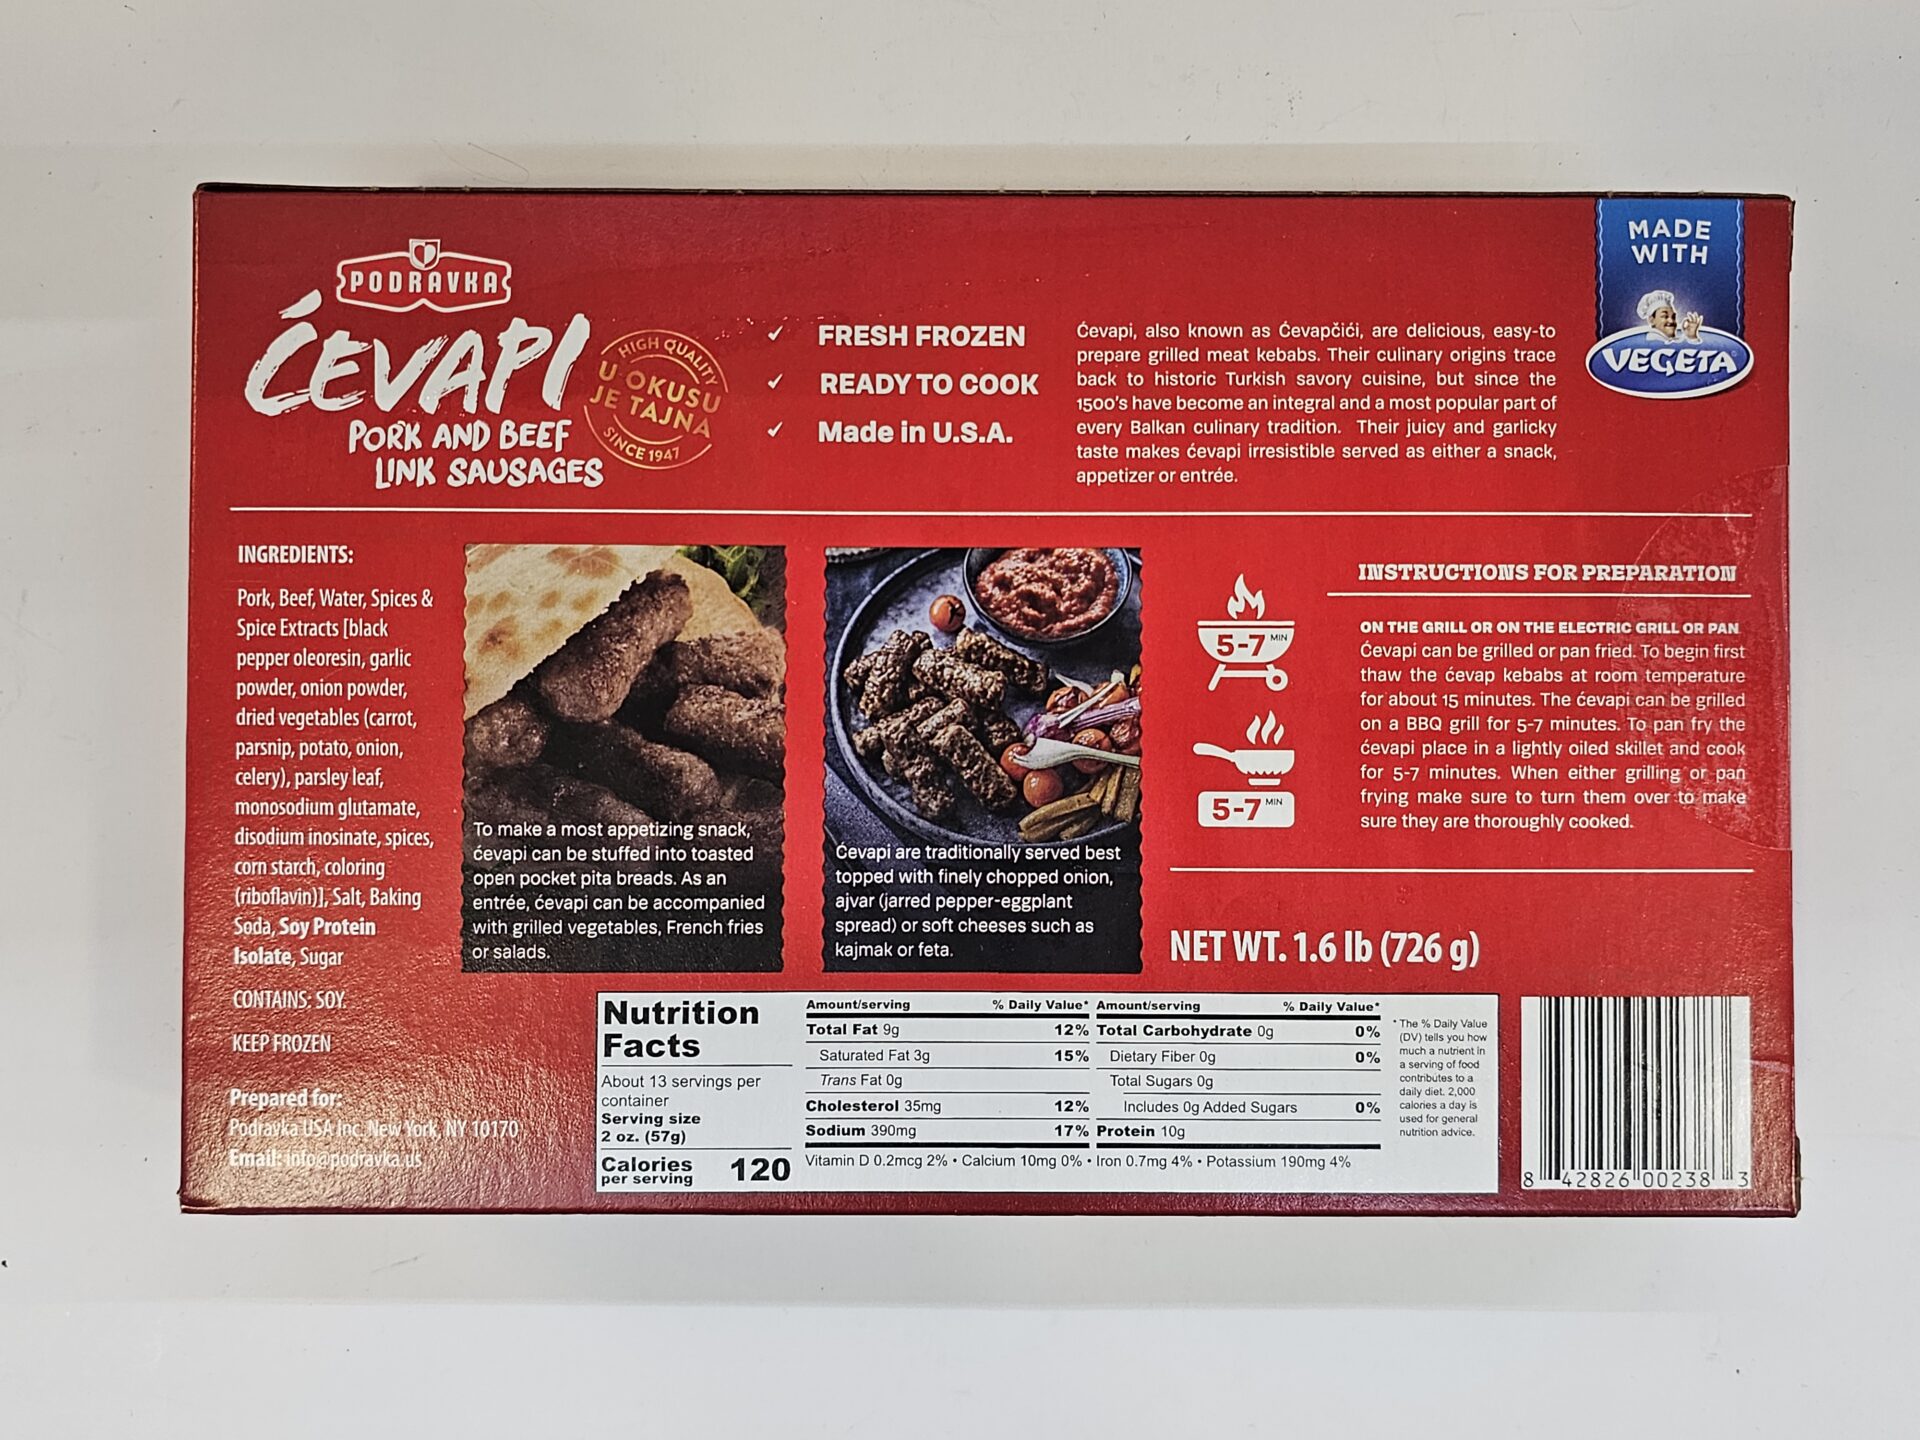 PODRAVKA
ĆEVAPI
PORK AND BEEF
LINK SAUSAGES
HIGH QUALITY
U OKUSU
JE TAJNA
SINCE 1947
✓ FRESH FROZEN
✓ READY TO COOK
✓ Made in U.S.A.
Ćevapi, also known as Ćevapčići, are delicious, easy-to
prepare grilled meat kebabs. Their culinary origins trace
back to historic Turkish savory cuisine, but since the
1500's have become an integral and a most popular part of
every Balkan culinary tradition. Their juicy and garlicky
taste makes ćevapi irresistible served as either a snack,
appetizer or entrée.
MADE
WITH
VEGETA
INGREDIENTS:
Pork, Beef, Water, Spices &
Spice Extracts [black
pepper oleoresin, garlic
powder, onion powder,
dried vegetables (carrot,
parsnip, potato, onion,
celery), parsley leaf,
monosodium glutamate,
disodium inosinate, spices,
corn starch, coloring
(riboflavin)], Salt, Baking
Soda, Soy Protein
Isolate, Sugar
CONTAINS: SOY.
KEEP FROZEN
Prepared for:
Podravka USA Inc. New York, NY 10170
Email: info@podravka.us
To make a most appetizing snack,
ćevapi can be stuffed into toasted
open pocket pita breads. As an
entrée, ćevapi can be accompanied
with grilled vegetables, French fries
or salads.
Ćevapi are traditionally served best
topped with finely chopped onion,
ajvar (jarred pepper-eggplant
spread) or soft cheeses such as
kajmak or feta.
5-7 MIN
5-7 MIN
INSTRUCTIONS FOR PREPARATION
ON THE GRILL OR ON THE ELECTRIC GRILL OR PAN
Ćevapi can be grilled or pan fried. To begin first
thaw the ćevap kebabs at room temperature
for about 15 minutes. The ćevapi can be grilled
on a BBQ grill for 5-7 minutes. To pan fry the
ćevapi place in a lightly oiled skillet and cook
for 5-7 minutes. When either grilling or pan
frying make sure to turn them over to make
sure they are thoroughly cooked.
NET WT. 1.6 lb (726 g)
Nutrition
Facts
About 13 servings per
container
Serving size
2 oz. (57g)
Calories
per serving
120
Amount/serving % Daily Value*
Total Fat 9g 12%
Saturated Fat 3g 15%
Trans Fat 0g
Cholesterol 35mg 12%
Sodium 390mg 17%
Amount/serving % Daily Value*
Total Carbohydrate 0g 0%
Dietary Fiber 0g 0%
Total Sugars 0g
Includes 0g Added Sugars 0%
Protein 10g
Vitamin D 0.2mcg 2% • Calcium 10mg 0% • Iron 0.7mg 4% • Potassium 190mg 4%
* The % Daily Value
(DV) tells you how
much a nutrient in
a serving of food
contributes to a
daily diet. 2,000
calories a day is
used for general
nutrition advice.
8 42826 00238 3